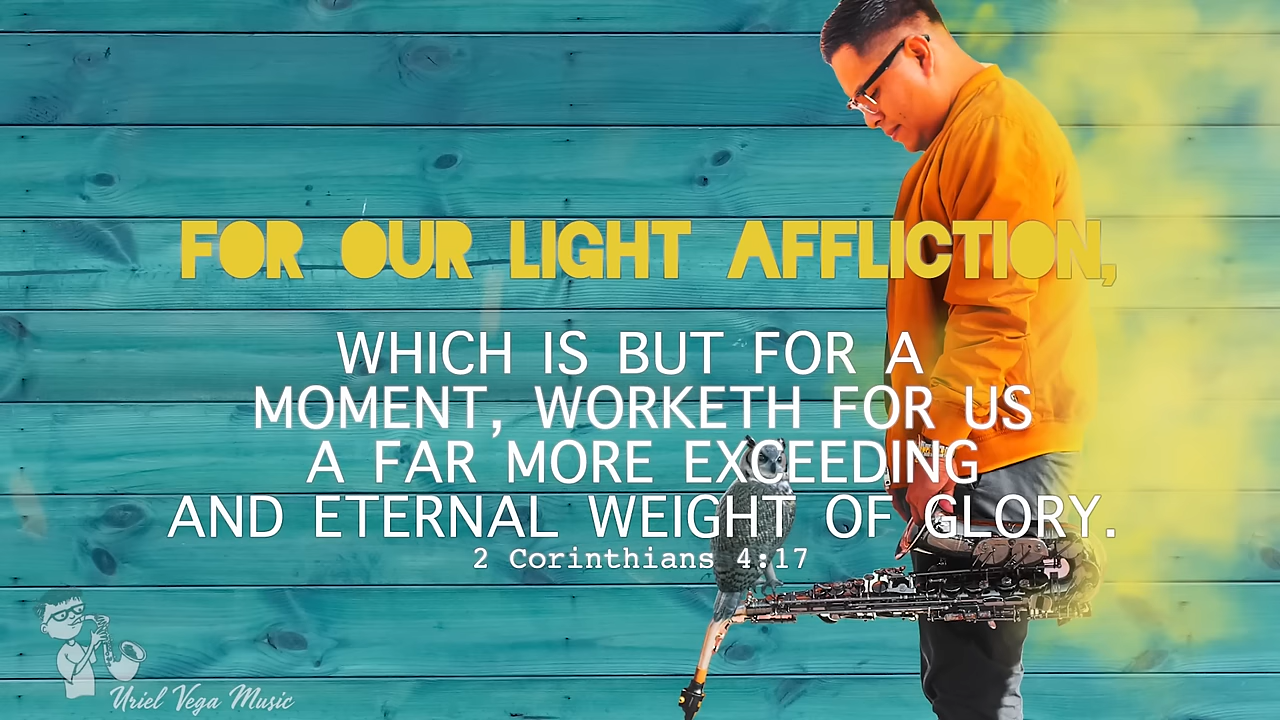 FOR OUR LIGHT AFFLICTION,
WHICH IS BUT FOR A
MOMENT, WORKETH FOR US
A FAR MORE EXCEEDING
AND ETERNAL WEIGHT OF GLORY.
2 Corinthians 4:17
Uriel Vega Music